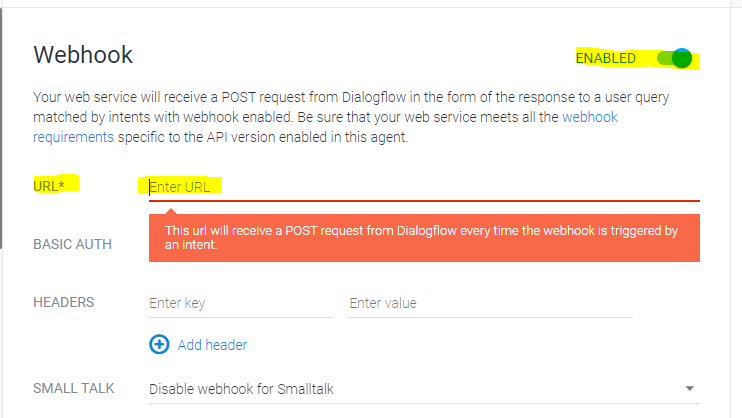 Webhook
ENABLED
Your web service will receive a POST request from Dialogflow in the form of the response to a user query
matched by intents with webhook enabled. Be sure that your web service meets all the webhook
requirements specific to the API version enabled in this agent.
URL*
Enter URL
This url will receive a POST request from Dialogflow every time the webhook is triggered by
an intent.
BASIC AUTH
HEADERS
Enter key
Enter value
Add header
SMALL TALK
Disable webhook for Smalltalk